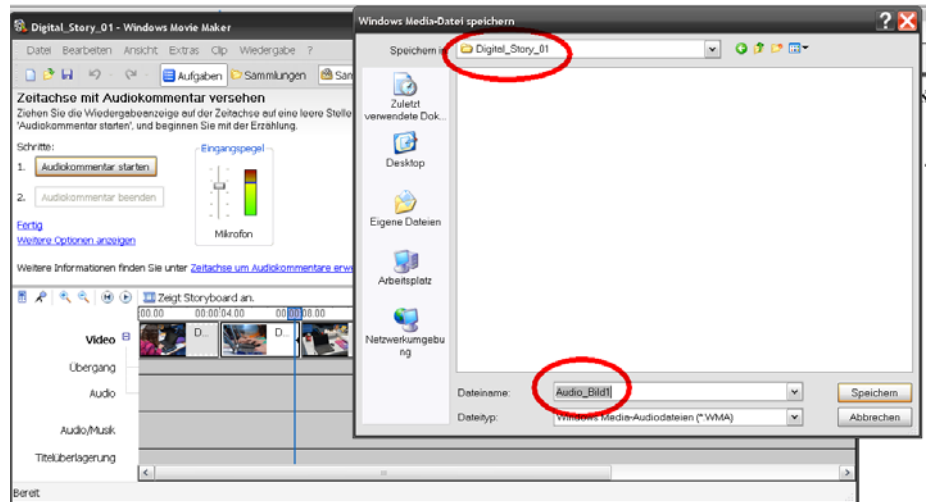 Digital_Story_01 - Windows Movie Maker
Datei Bearbeiten Ansicht Extras Clip Wiedergabe ?
Aufgaben Sammlungen San
Zeitachse mit Audiokommentar versehen
Ziehen Sie die Wiedergabeanzeige auf der Zeitachse auf eine leere Stelle
'Audiokommentar starten', und beginnen Sie mit der Erzählung.
Schritte:
1. Audiokommentar starten
2. Audiokommentar beenden
Eingangspegel
Mikrofon
Fertig
Weitere Optionen anzeigen
Weitere Informationen finden Sie unter Zeitachse um Audiokommentare erwe
Zeigt Storyboard an.
00.00 00:00:04.00 00:00:08.00
Video
D...
D...
Übergang
Audio
Audio/Musik
Titelüberlagerung
Bereit
Windows Media-Datei speichern
Speichern in
Digitel_Story_01
Zuletzt
verwendete Dok...
Desktop
Eigene Dateien
Arbeitsplatz
Netzwerkumgebu
ng
Dateiname: Audio_Bild1
Speichern
Dateityp: Windows Media-Audiodateien (*.WMA)
Abbrechen